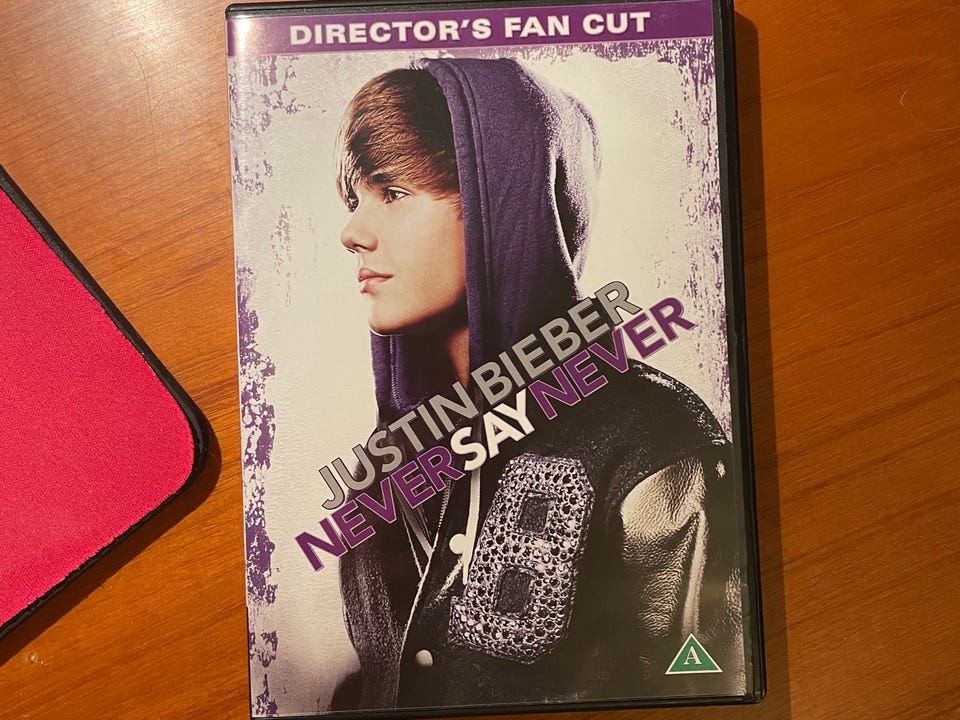 DIRECTOR'S FAN CUT
JUSTIN BIEBER
NEVER SAY NEVER
B
A